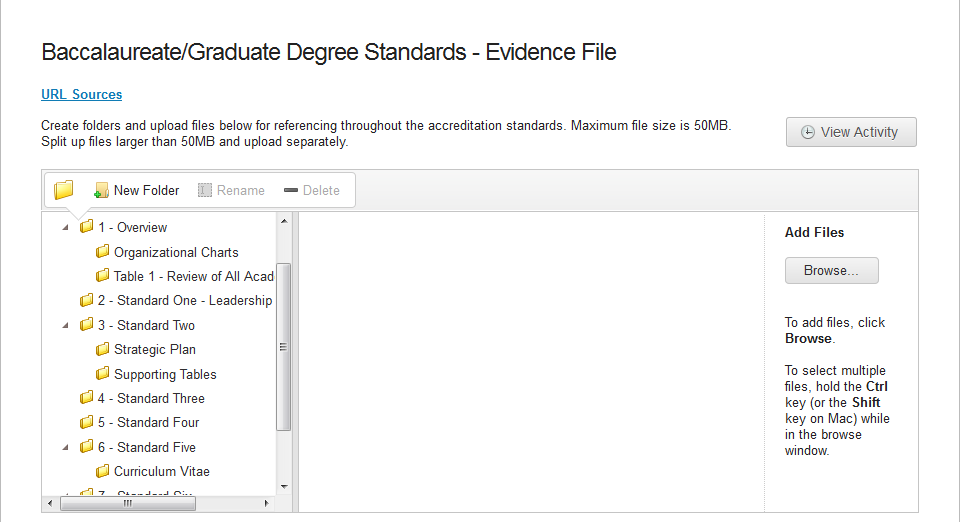 Baccalaureate/Graduate Degree Standards - Evidence File
URL Sources
Create folders and upload files below for referencing throughout the accreditation standards. Maximum file size is 50MB.
Split up files larger than 50MB and upload separately.
View Activity
New Folder
Rename
Delete
1 - Overview
Organizational Charts
Table 1 - Review of All Acad
2 - Standard One - Leadership
3 - Standard Two
Strategic Plan
Supporting Tables
4 - Standard Three
5 - Standard Four
6 - Standard Five
Curriculum Vitae
7 - Standard Six
Add Files
Browse...
To add files, click
Browse.
To select multiple
files, hold the Ctrl
key (or the Shift
key on Mac) while
in the browse
window.